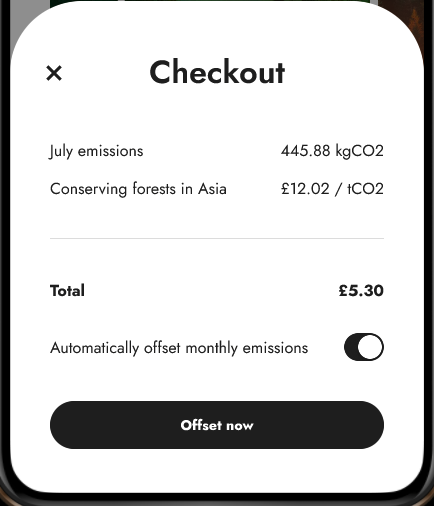 Checkout
July emissions 445.88 kgCO2
Conserving forests in Asia £12.02 / tCO2
Total £5.30
Automatically offset monthly emissions
Offset now